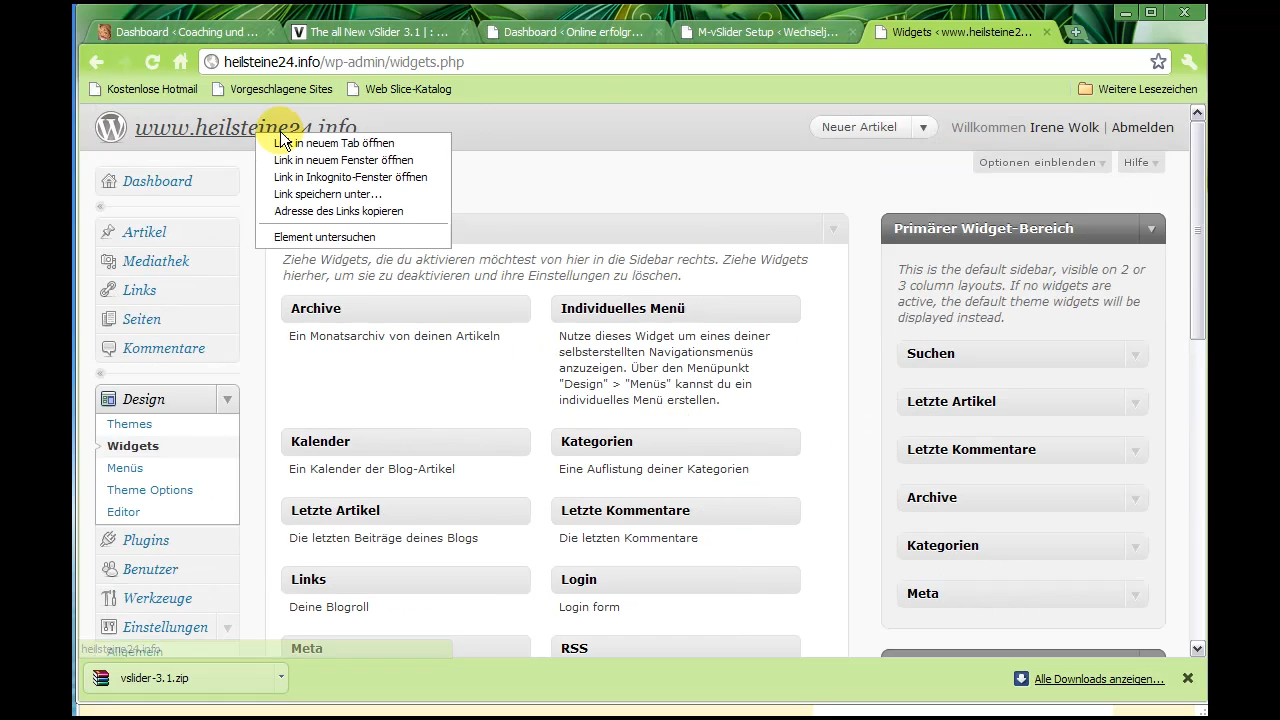 Dashboard ‹ Coaching und ...
The all New vSlider 3.1 | : ...
Dashboard ‹ Online erfolgr...
M-vSlider Setup ‹ Wechselj...
Widgets ‹ www.heilsteine2...
heilsteine24.info/wp-admin/widgets.php
Kostenlose Hotmail
Vorgeschlagene Sites
Web Slice-Katalog
Weitere Lesezeichen
www.heilsteine24.info
Neuer Artikel
Willkommen Irene Wolk | Abmelden
Optionen einblenden
Hilfe
Link in neuem Tab öffnen
Link in neuem Fenster öffnen
Link in Inkognito-Fenster öffnen
Link speichern unter...
Adresse des Links kopieren
Element untersuchen
Dashboard
Artikel
Mediathek
Links
Seiten
Kommentare
Design
Themes
Widgets
Menüs
Theme Options
Editor
Plugins
Benutzer
Werkzeuge
Einstellungen
Allgemein
heilsteine24.info
Ziehe Widgets, die du aktivieren möchtest von hier in die Sidebar rechts. Ziehe Widgets
hierher, um sie zu deaktivieren und ihre Einstellungen zu löschen.
Archive
Ein Monatsarchiv von deinen Artikeln
Individuelles Menü
Nutze dieses Widget um eines deiner
selbsterstellten Navigationsmenüs
anzuzeigen. Über den Menüpunkt
"Design" > "Menüs" kannst du ein
individuelles Menü erstellen.
Kalender
Ein Kalender der Blog-Artikel
Kategorien
Eine Auflistung deiner Kategorien
Letzte Artikel
Die letzten Beiträge deines Blogs
Letzte Kommentare
Die letzten Kommentare
Links
Deine Blogroll
Login
Login form
Meta
RSS
Primärer Widget-Bereich
This is the default sidebar, visible on 2 or
3 column layouts. If no widgets are
active, the default theme widgets will be
displayed instead.
Suchen
Letzte Artikel
Letzte Kommentare
Archive
Kategorien
Meta
vslider-3.1.zip
Alle Downloads anzeigen...